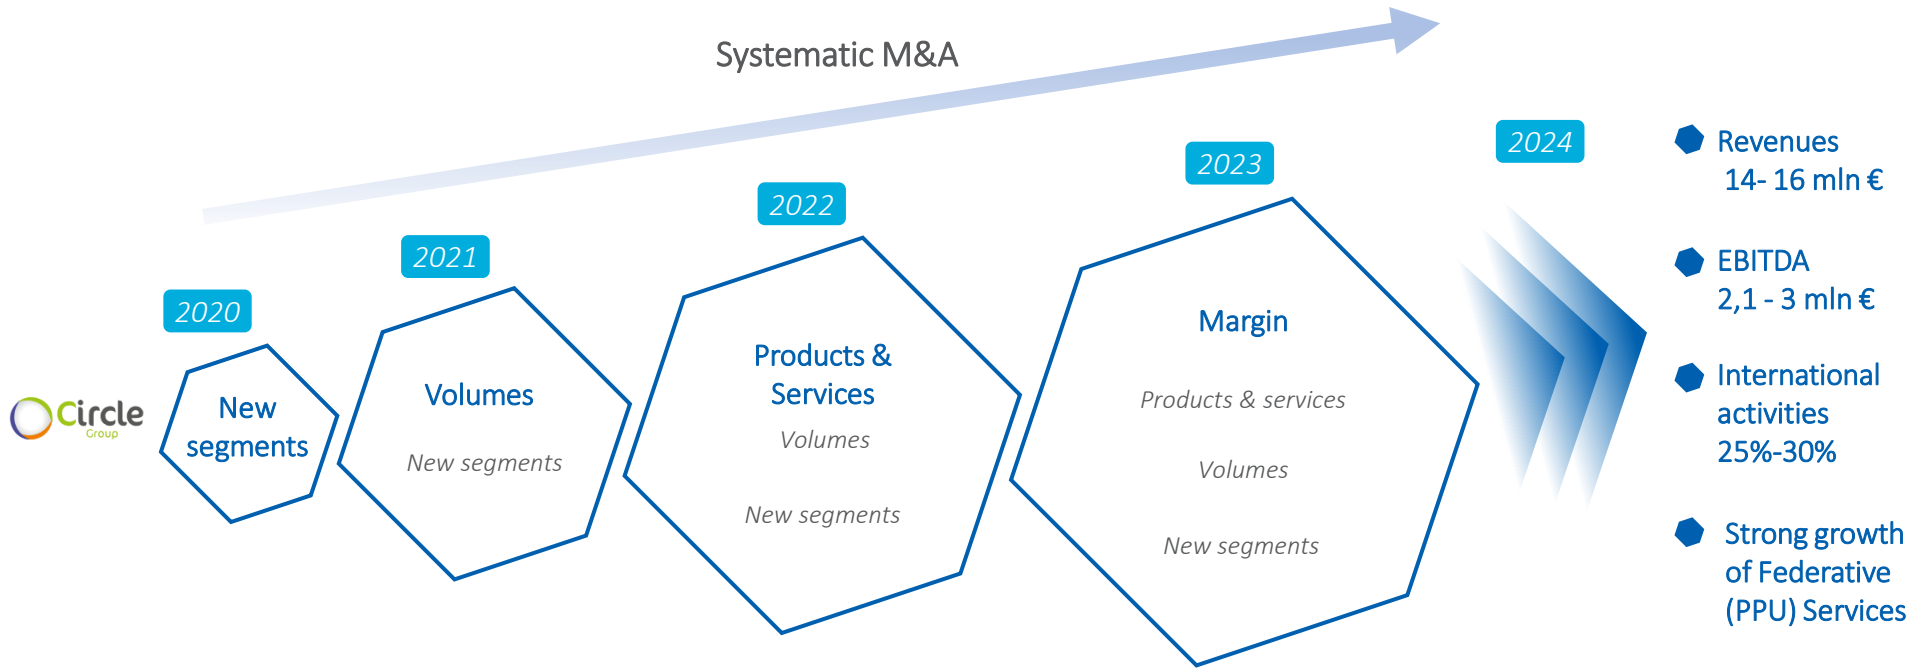 Systematic M&A
Circle
Group
2020
New
segments
2021
Volumes
New segments
2022
Products &
Services
Volumes
New segments
2023
Margin
Products & services
Volumes
New segments
2024
Revenues
14- 16 mln €
EBITDA
2,1 - 3 mln €
International
activities
25%-30%
Strong growth
of Federative
(PPU) Services